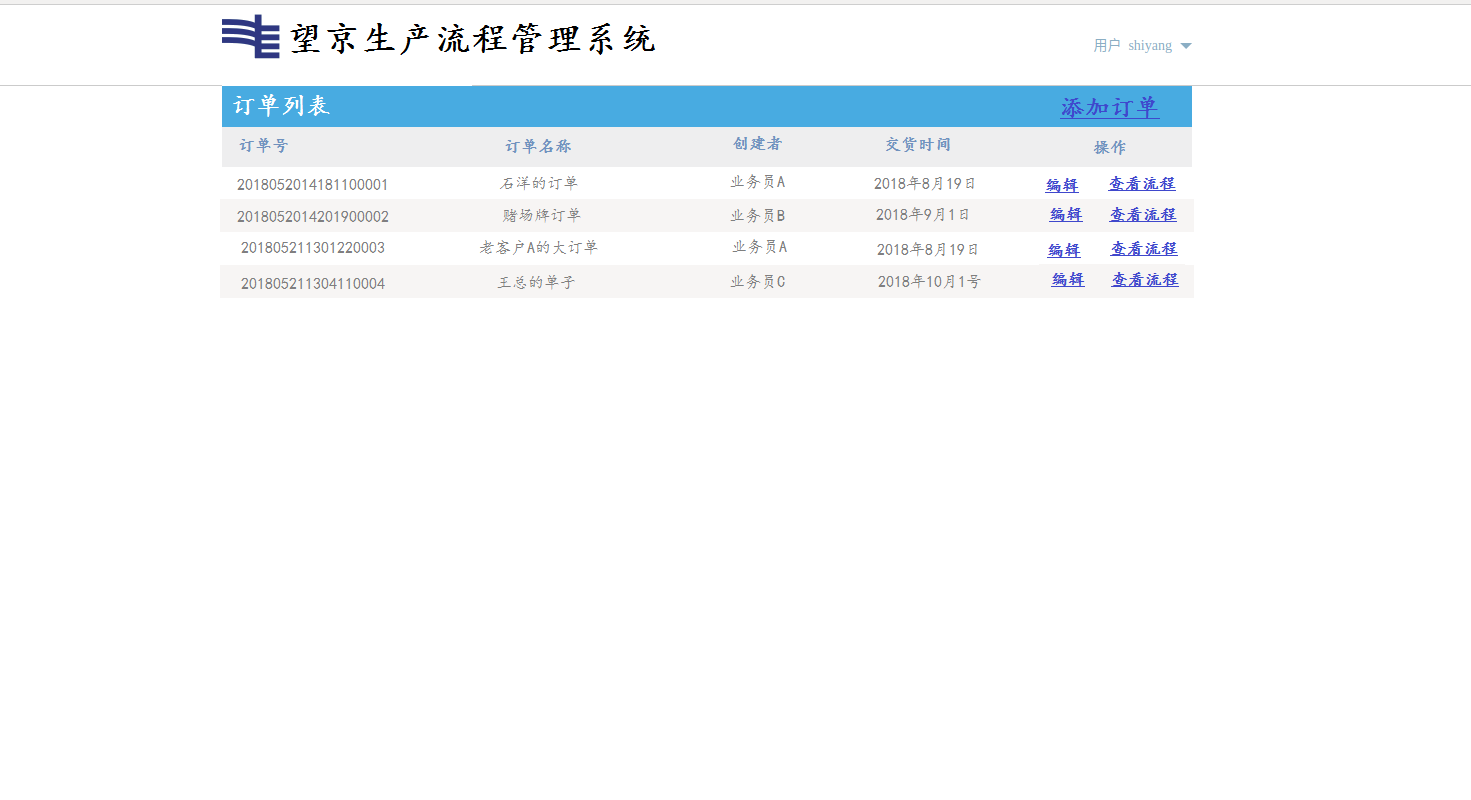 望京生产流程管理系统
用户 shiyang
订单列表 添加订单
订单号 订单名称 创建者 交货时间 操作
2018052014181100001 石洋的订单 业务员A 2018年8月19日 编辑 查看流程
2018052014201900002 赌场牌订单 业务员B 2018年9月1日 编辑 查看流程
201805211301220003 老客户A的大订单 业务员A 2018年8月19日 编辑 查看流程
201805211304110004 王总的单子 业务员C 2018年10月1号 编辑 查看流程